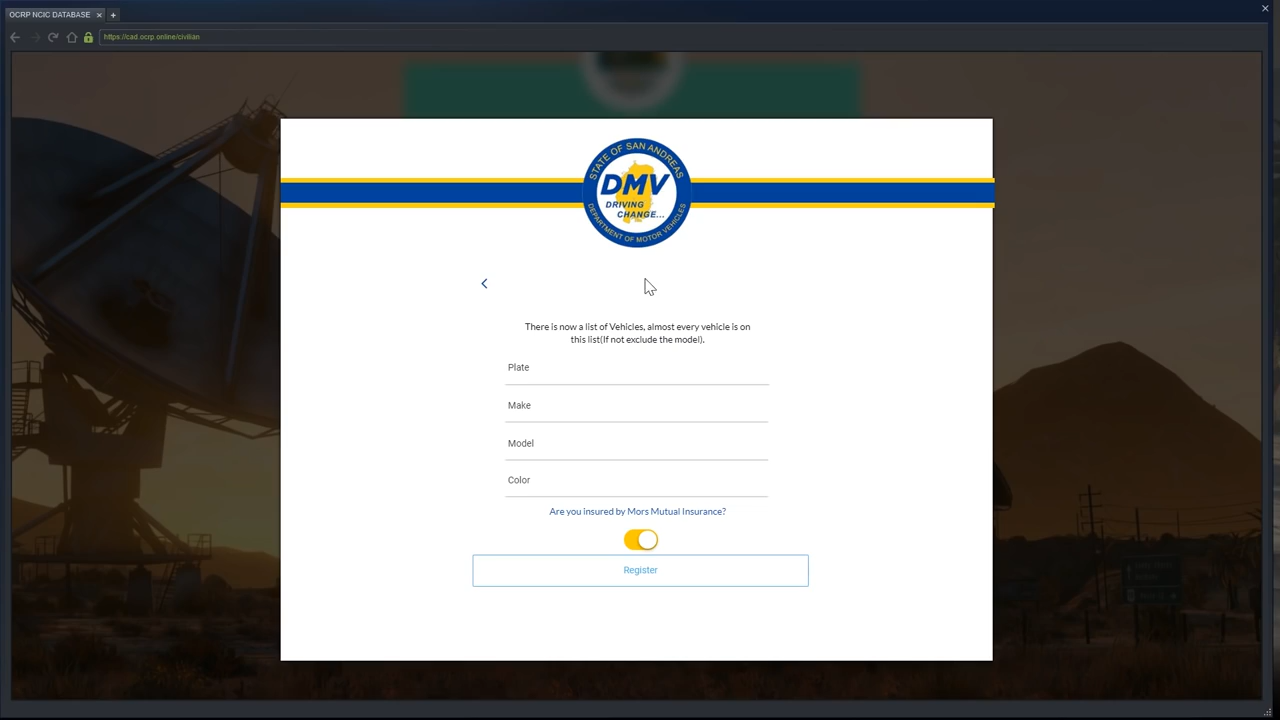 OCRP NCIC DATABASE
https://cad.ocrp.online/civilian
STATE OF SAN ANDREAS
DMV
DRIVING
CHANGE...
DEPARTMENT OF MOTOR VEHICLES
There is now a list of Vehicles, almost every vehicle is on
this list(If not exclude the model).
Plate
Make
Model
Color
Are you insured by Mors Mutual Insurance?
Register